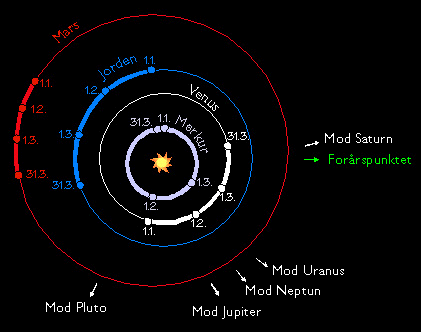 Mars
Jorden
1.1.
1.2.
Venus
1.1.
1.2.
1.3.
31.3.
1.1.
Merkur
31.3.
1.3.
1.3.
31.3.
31.3.
1.2.
1.3.
1.2.
1.1.
Mod Saturn
Forårspunktet
Mod Uranus
Mod Neptun
Mod Pluto
Mod Jupiter